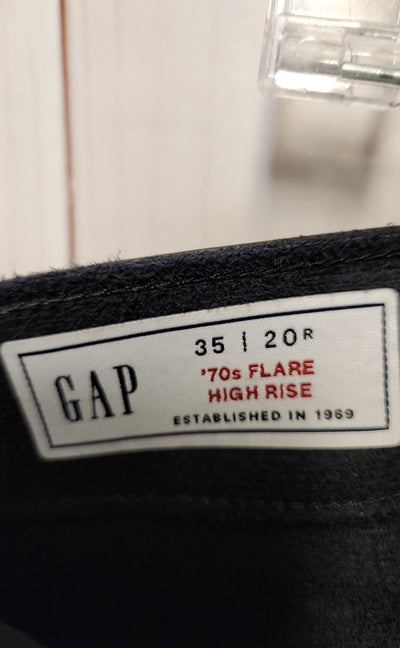 GAP
35 | 20R
'70s FLARE
HIGH RISE
ESTABLISHED IN 1969